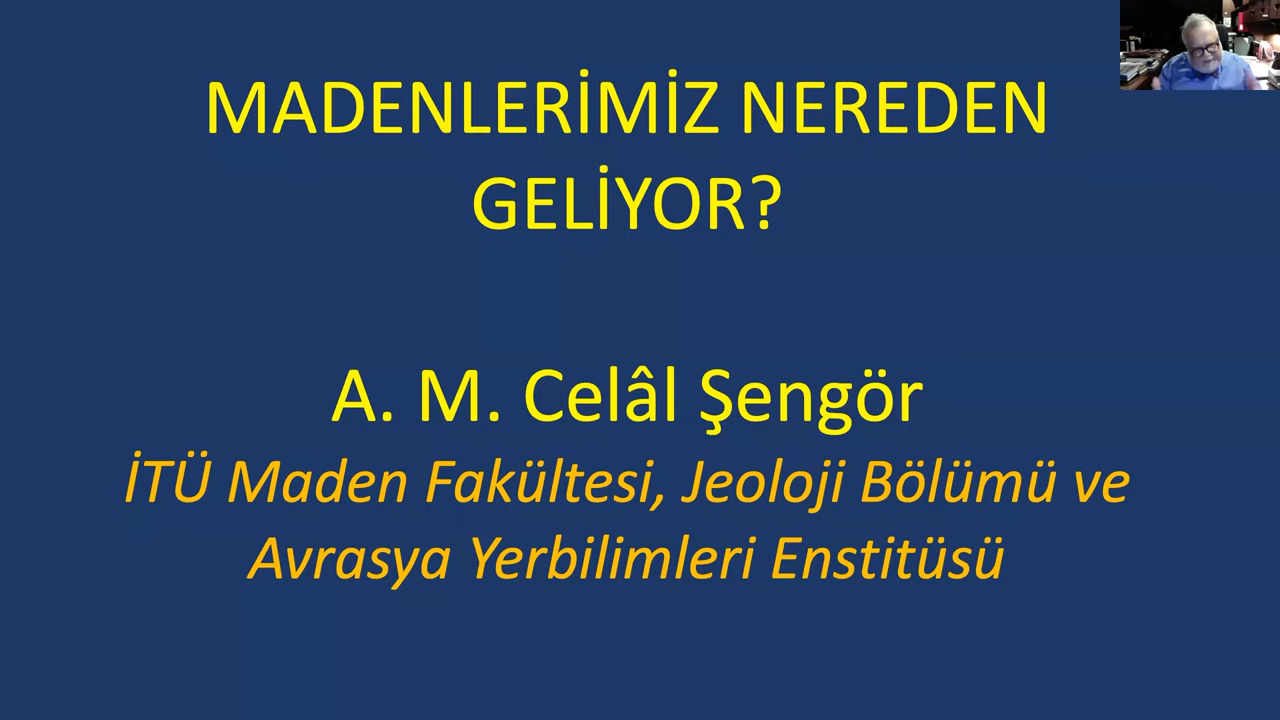 MADENLERİMİZ NEREDEN
GELİYOR?
A. M. Celâl Şengör
İTÜ Maden Fakültesi, Jeoloji Bölümü ve
Avrasya Yerbilimleri Enstitüsü